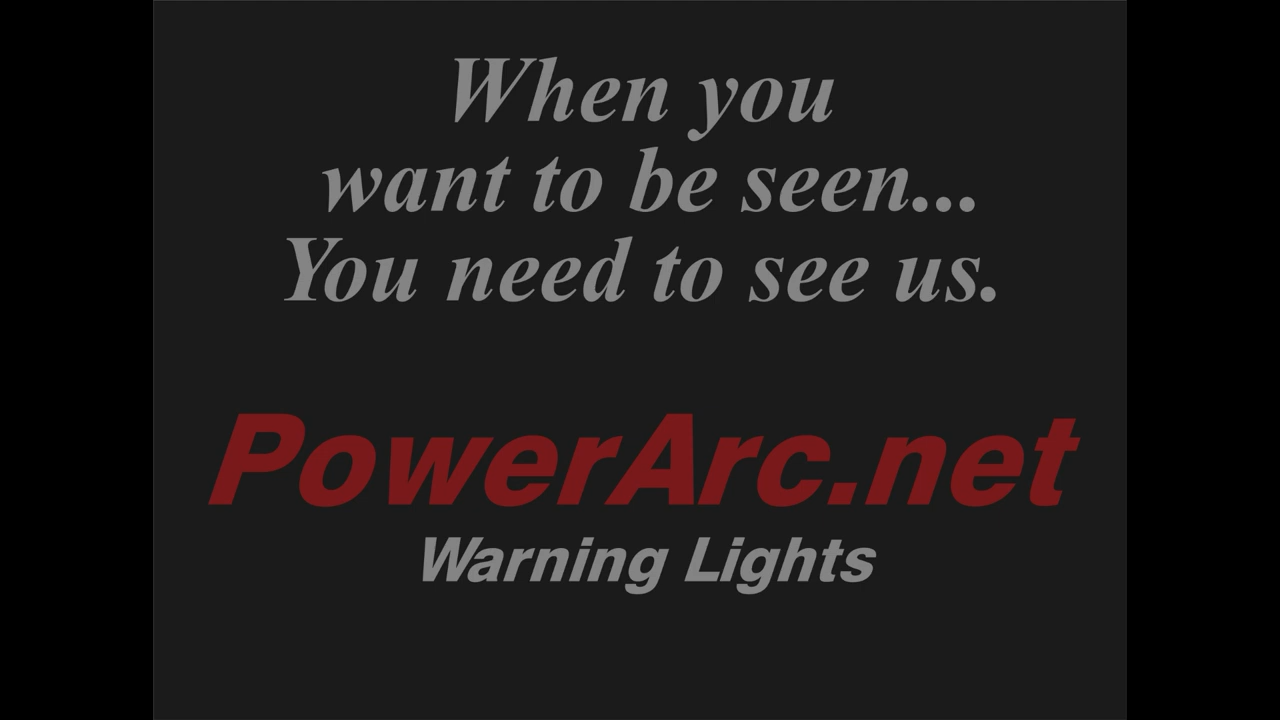 When you
want to be seen...
You need to see us.
PowerArc.net
Warning Lights